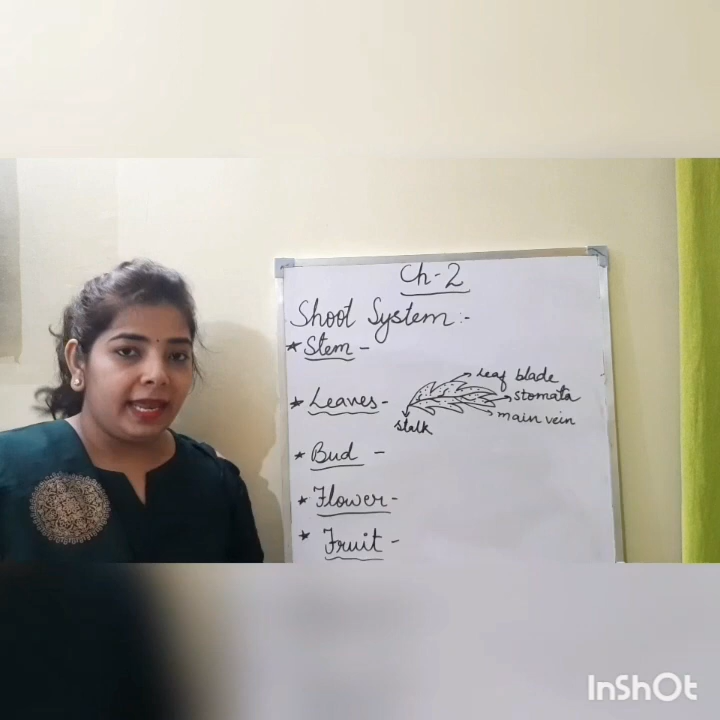 Ch-2
Shoot System:-
* Stem -
* Leaves -
leaf blade
stomata
main vein
stalk
* Bud -
* Flower -
* Fruit -
InShOt